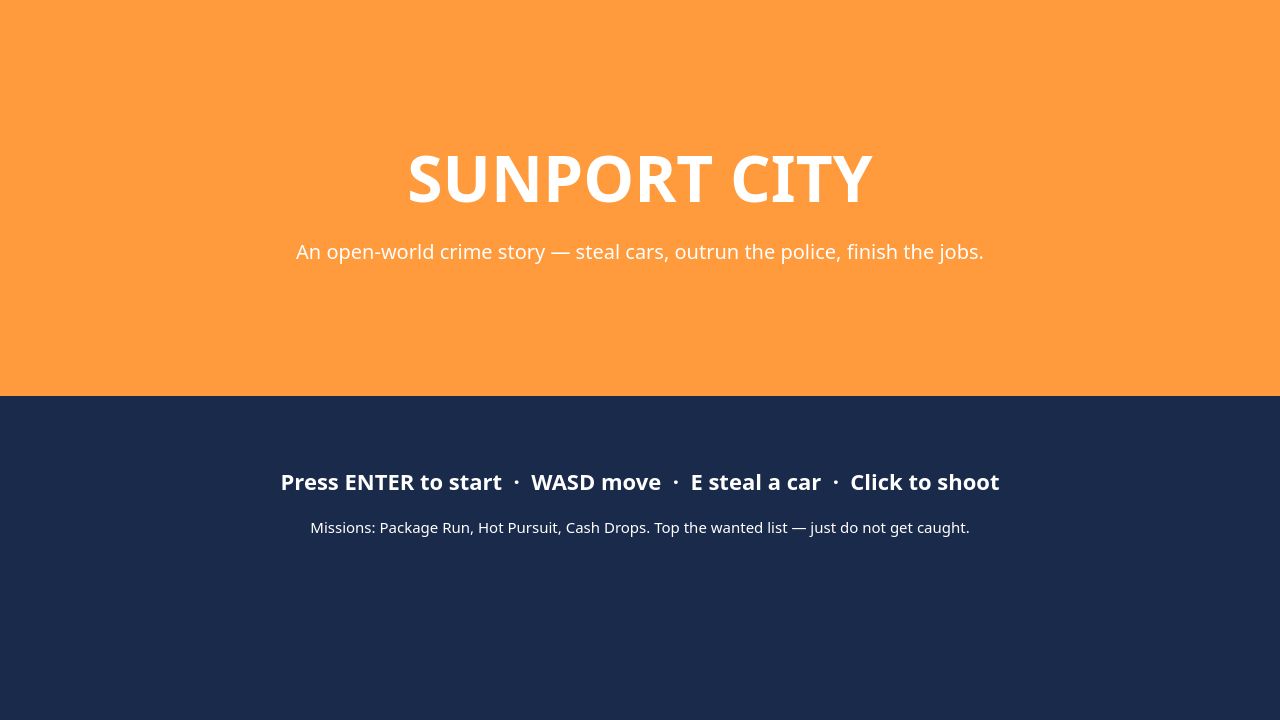 SUNPORT CITY
An open-world crime story — steal cars, outrun the police, finish the jobs.
Press ENTER to start · WASD move · E steal a car · Click to shoot
Missions: Package Run, Hot Pursuit, Cash Drops. Top the wanted list — just do not get caught.